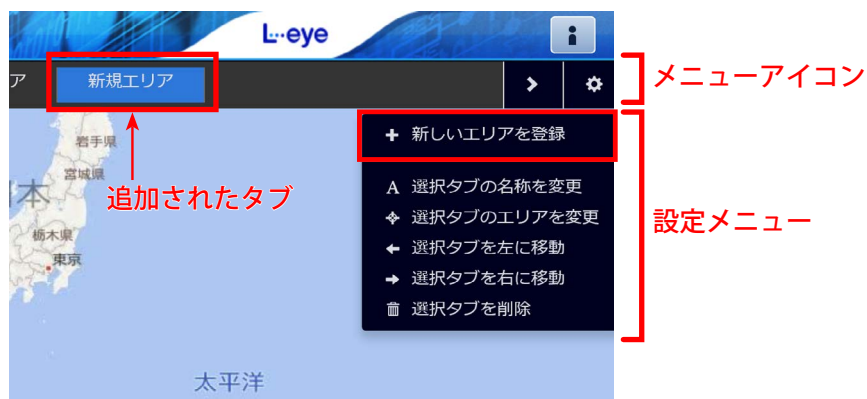 L··eye
ア
新規エリア
メニューアイコン
新しいエリアを登録
岩手県
宮城県
本
追加されたタブ
選択タブの名称を変更
選択タブのエリアを変更
設定メニュー
栃木県
選択タブを左に移動
東京
選択タブを右に移動
選択タブを削除
太平洋